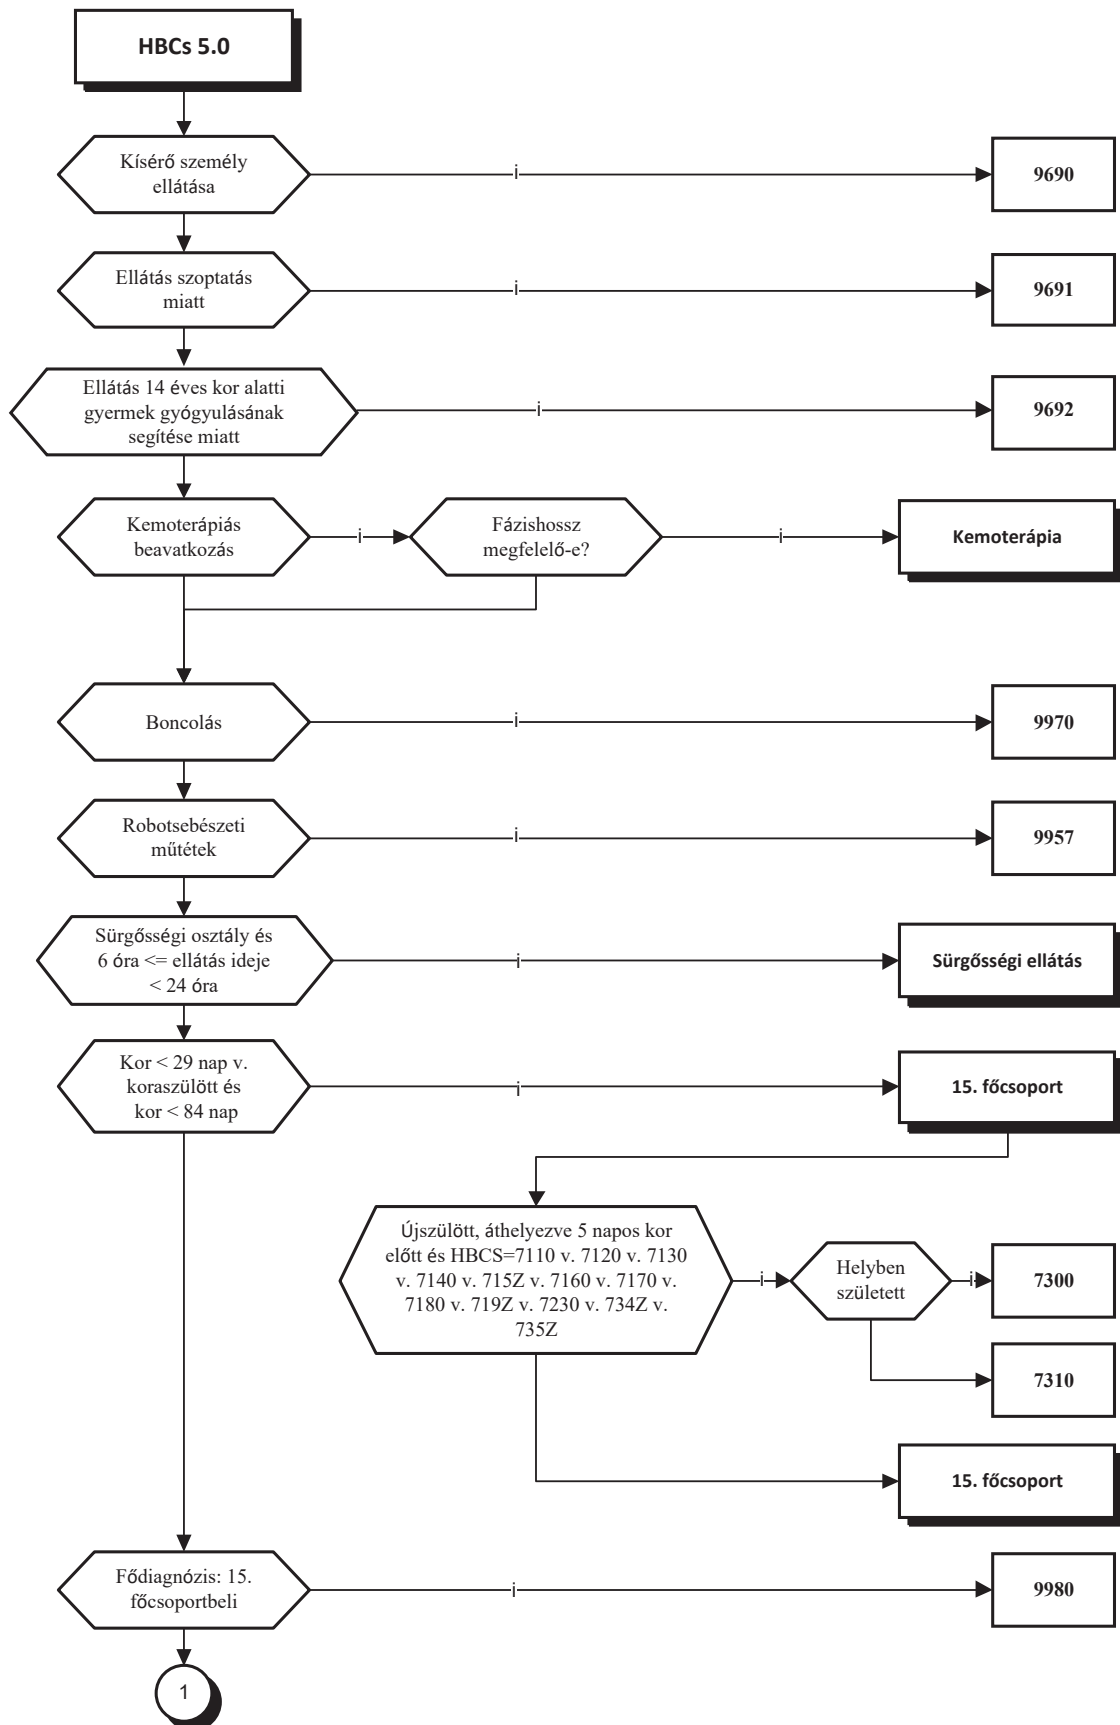 HBCs 5.0
Kísérő személy
ellátása
i
9690
Ellátás szoptatás
miatt
i
9691
Ellátás 14 éves kor alatti
gyermek gyógyulásának
segítése miatt
i
9692
Kemoterápiás
beavatkozás
i
Fázishossz
megfelelő-e?
i
Kemoterápia
Boncolás
i
9970
Robotsebészeti
műtétek
i
9957
Sürgősségi osztály és
6 óra <= ellátás ideje
< 24 óra
i
Sürgősségi ellátás
Kor < 29 nap v.
koraszülött és
kor < 84 nap
i
15. főcsoport
Újszülött, áthelyezve 5 napos kor
előtt és HBCS=7110 v. 7120 v. 7130
v. 7140 v. 715Z v. 7160 v. 7170 v.
7180 v. 719Z v. 7230 v. 734Z v.
735Z
i
Helyben
született
i
7300
7310
15. főcsoport
Fődiagnózis: 15.
főcsoportbeli
i
9980
1